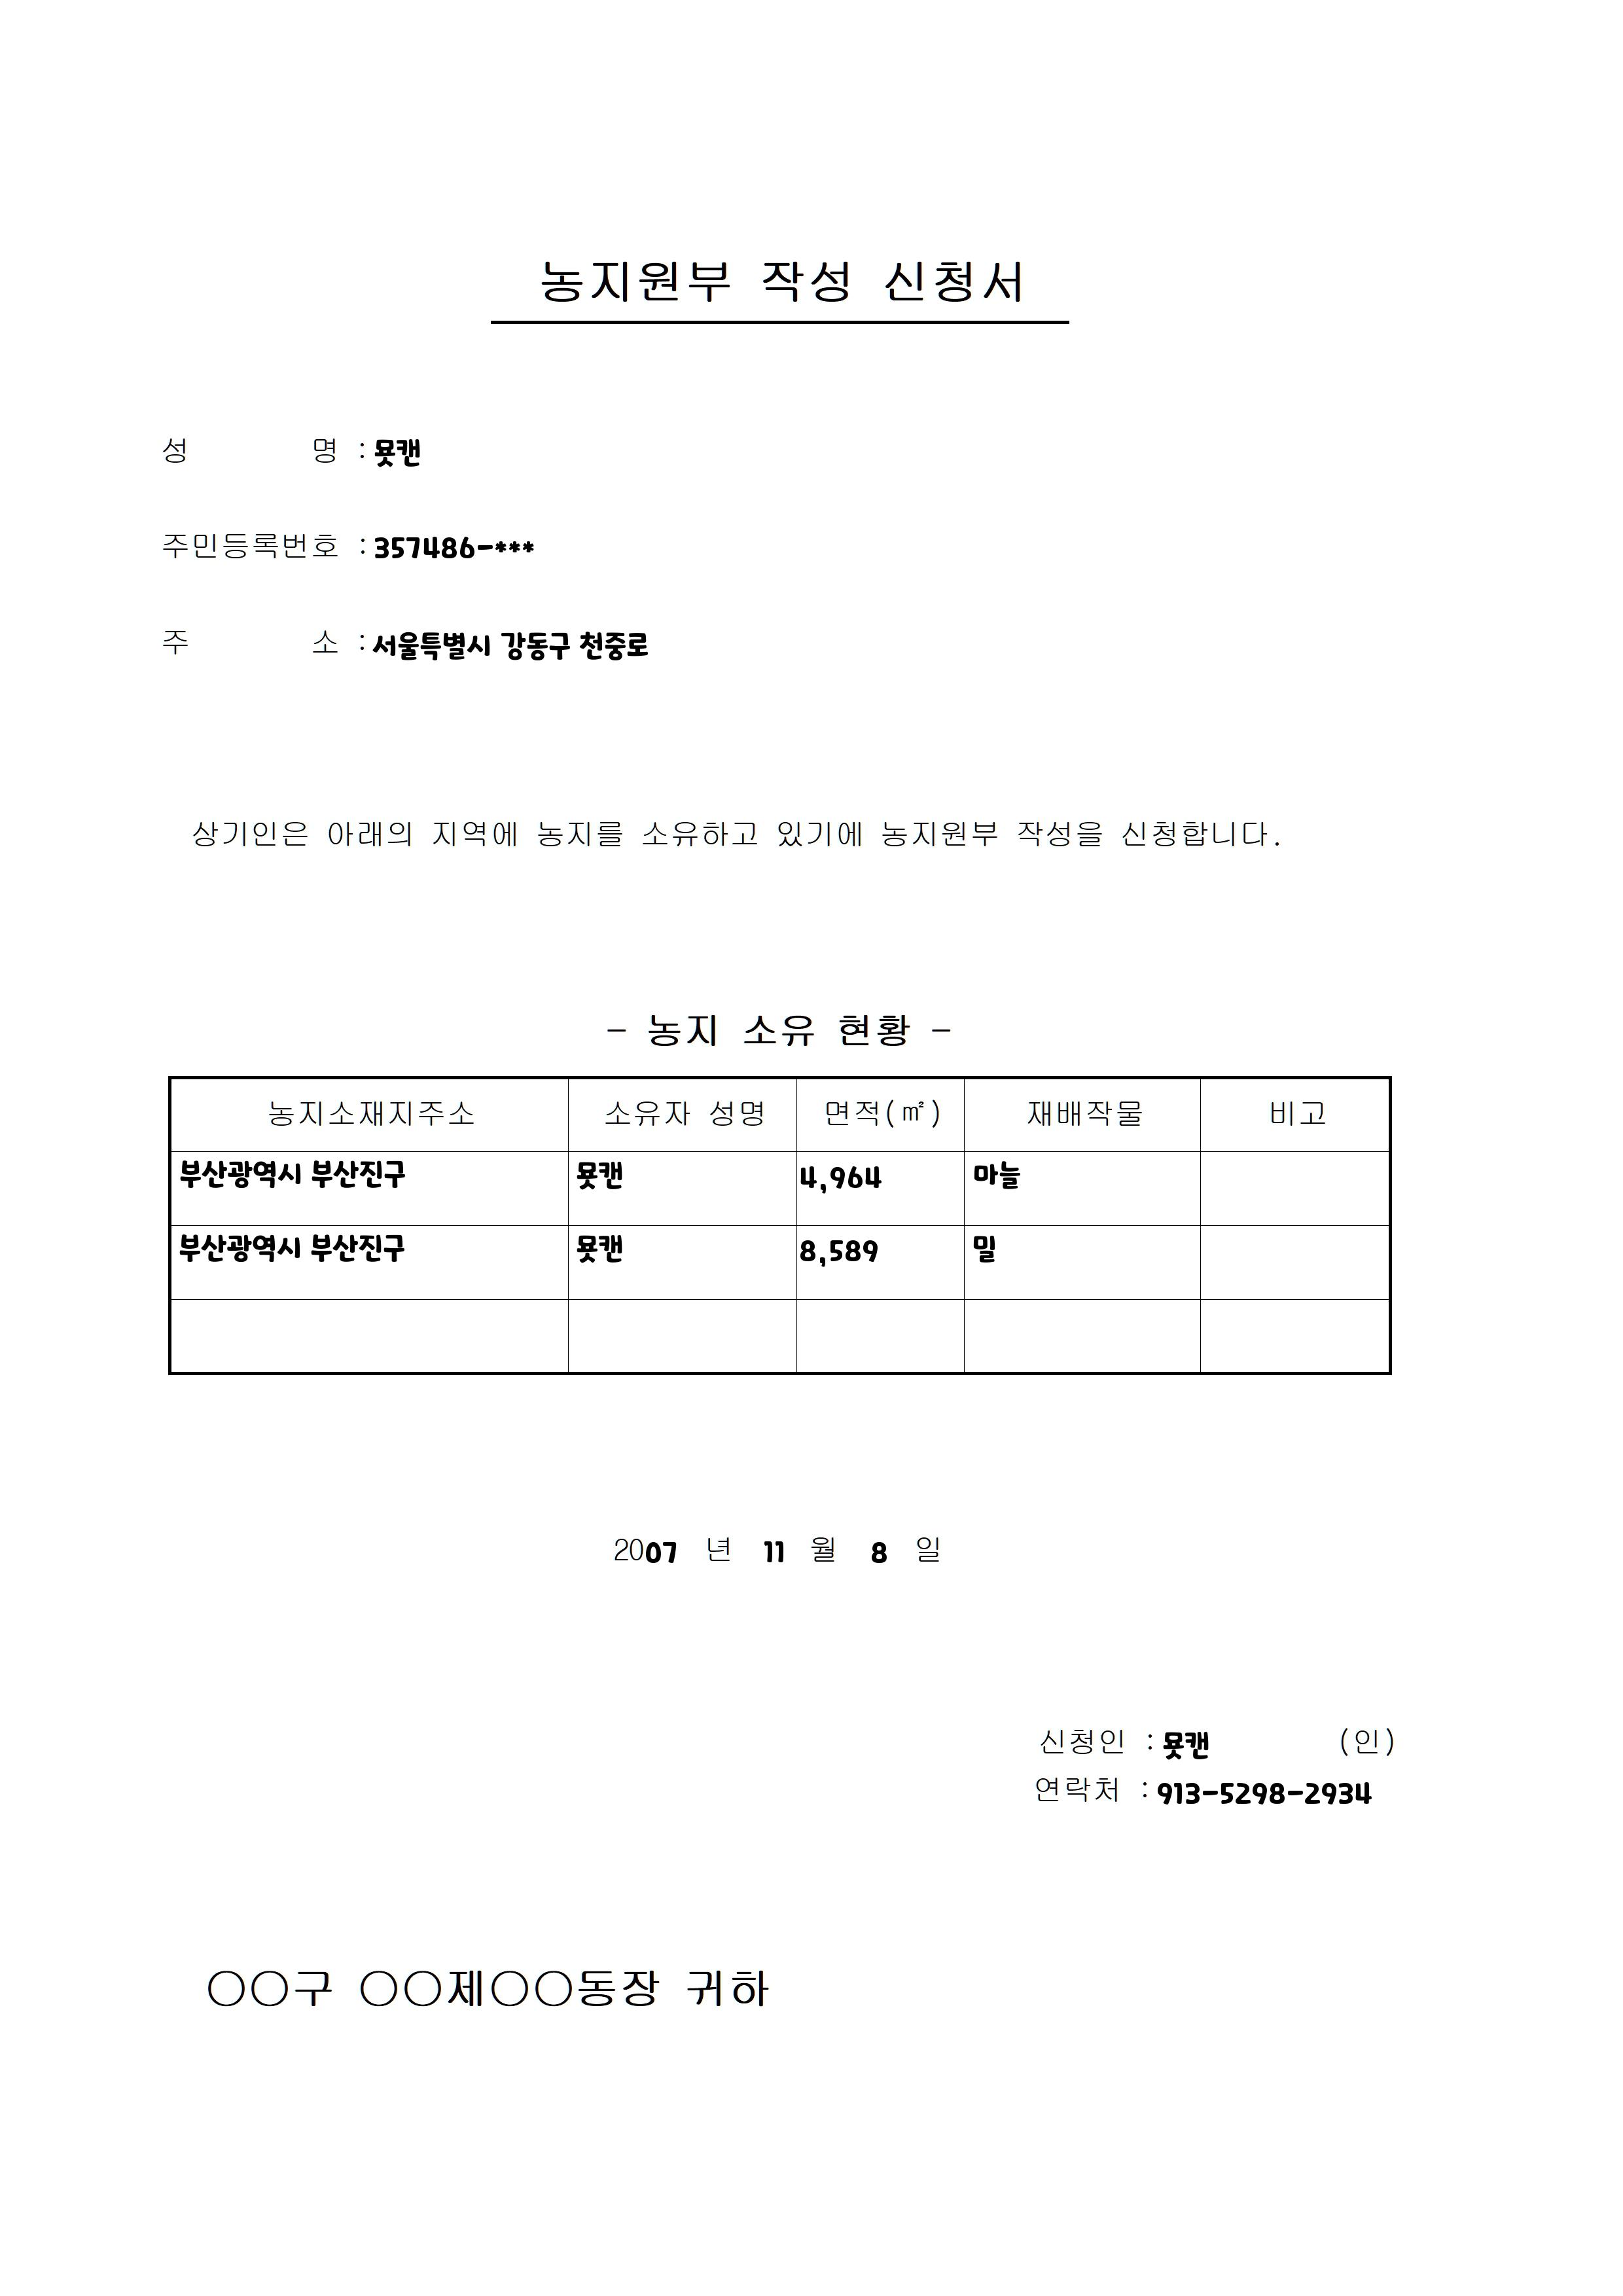 농지원부 작성 신청서
성 명 : 묫캔
주민등록번호 : 357486-***
주 소 : 서울특별시 강동구 천중로
상기인은 아래의 지역에 농지를 소유하고 있기에 농지원부 작성을 신청합니다.
- 농지 소유 현황 -
농지소재지주소 소유자 성명 면적(㎡) 재배작물 비고
부산광역시 부산진구 묫캔 4,964 마늘
부산광역시 부산진구 묫캔 8,589 밀
2007 년 11 월 8 일
신청인 : 묫캔 (인)
연락처 : 913-5298-2934
○○구 ○○제○○동장 귀하